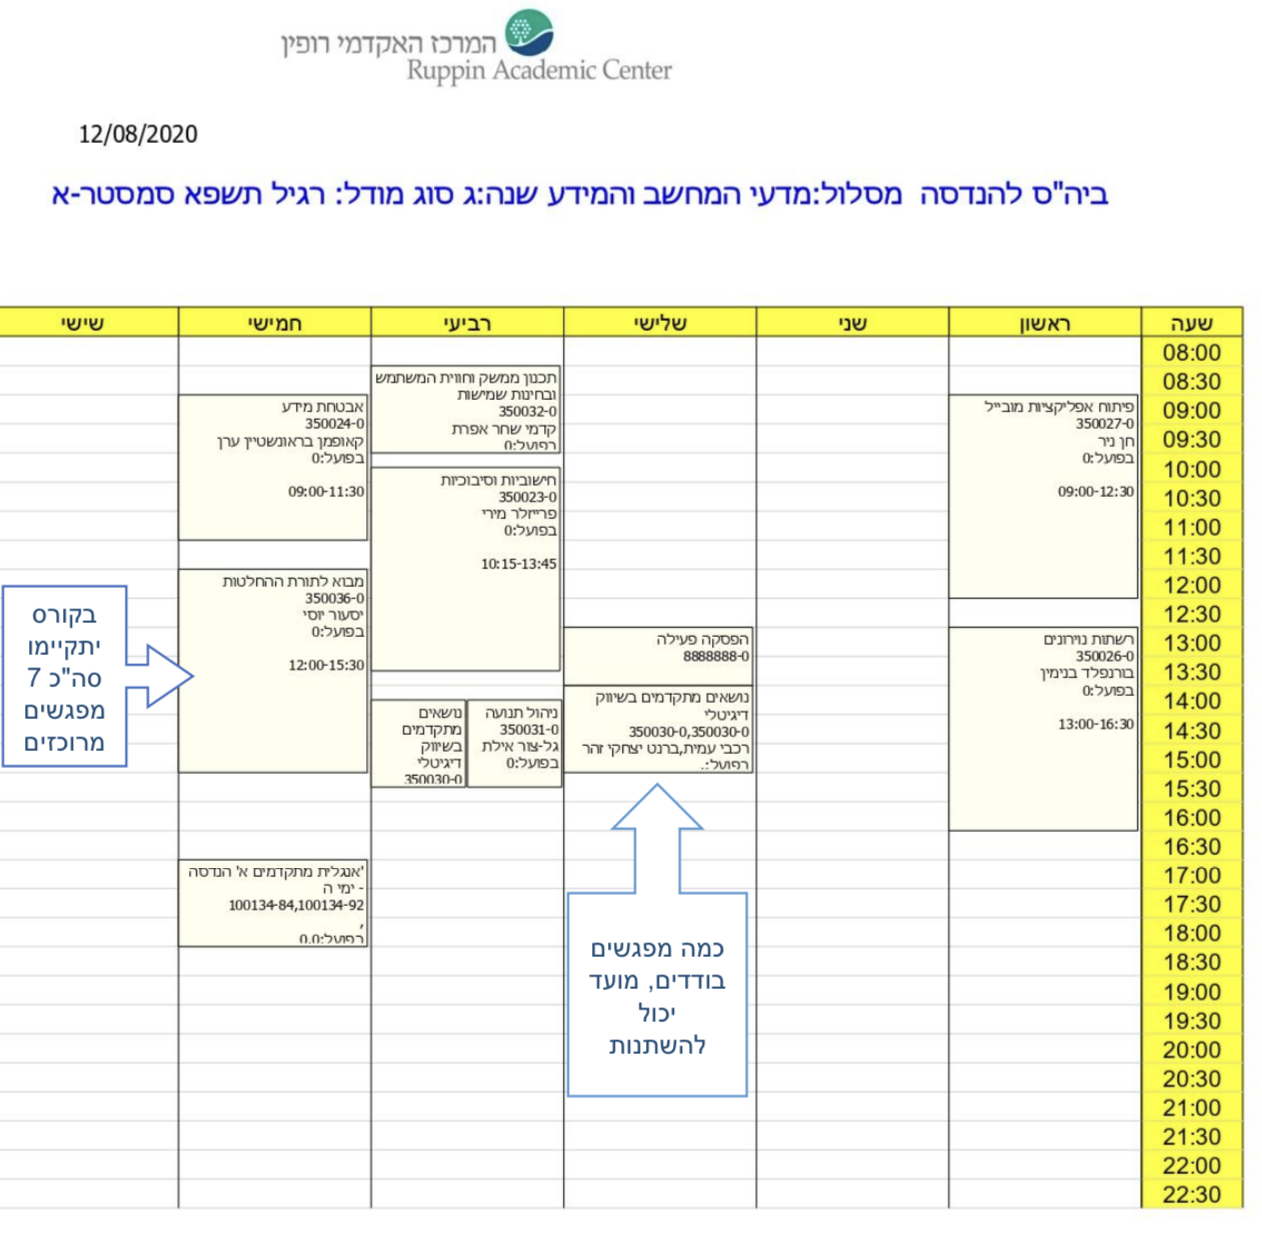 המרכז האקדמי רופין
Ruppin Academic Center
12/08/2020
ביה"ס להנדסה מסלול:מדעי המחשב והמידע שנה:ג סוג מודל: רגיל תשפא סמסטר-א
שעה
ראשון
שני
שלישי
רביעי
חמישי
שישי
08:00
08:30
09:00
09:30
10:00
10:30
11:00
11:30
12:00
12:30
13:00
13:30
14:00
14:30
15:00
15:30
16:00
16:30
17:00
17:30
18:00
18:30
19:00
19:30
20:00
20:30
21:00
21:30
22:00
22:30
פיתוח אפליקציות מובייל
350027-0
חן ניר
בפועל:0
09:00-12:30
רשתות נוירונים
350026-0
בורנפלד בנימין
בפועל:0
13:00-16:30
הפסקה פעילה
8888888-0
נושאים מתקדמים בשיווק
דיגיטלי
350030-0,350030-0
רכבי עמית,ברנט יצחקי זהר
בפועל:.
כמה מפגשים
בודדים, מועד
יכול
להשתנות
תכנון ממשק וחווית המשתמש
ובחינות שמישות
350032-0
קדמי שחר אפרת
בפועל:0
חישוביות וסיבוכיות
350023-0
פרייזלר מירי
בפועל:0
10:15-13:45
ניהול תנועה
350031-0
גל-צור אילת
בפועל:0
נושאים
מתקדמים
בשיווק
דיגיטלי
350030-0
אבטחת מידע
350024-0
קאופמן בראונשטיין ערן
בפועל:0
09:00-11:30
מבוא לתורת ההחלטות
350036-0
יסעור יוסי
בפועל:0
12:00-15:30
'אנגלית מתקדמים א' הנדסה
- ימי ה
100134-84,100134-92
,
בפועל:0,0
בקורס
יתקיימו
סה"כ 7
מפגשים
מרוכזים